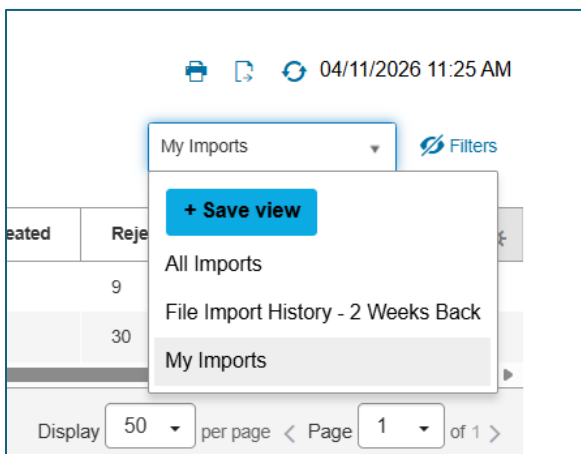 04/11/2026 11:25 AM
My Imports
Filters
+ Save view
All Imports
File Import History - 2 Weeks Back
My Imports
eated Reje
9
30
Display 50 per page < Page 1 of 1 >